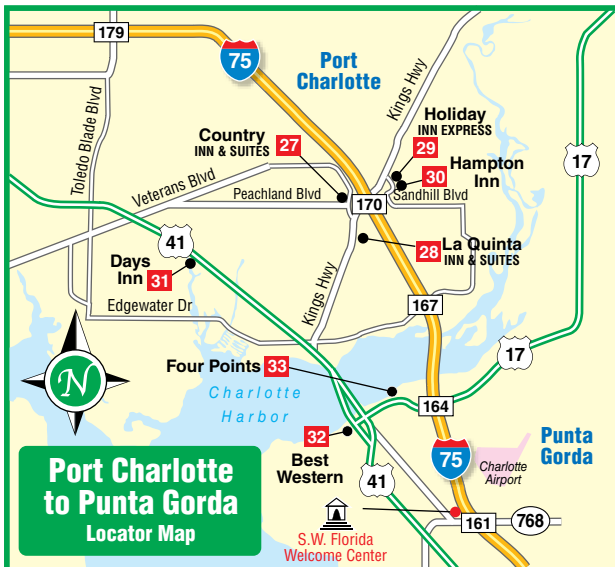 179
75
Port
Charlotte
Kings Hwy
Toledo Blade Blvd
Country
INN & SUITES
27
Holiday
INN EXPRESS
29
30
Hampton
Inn
17
Veterans Blvd
Peachland Blvd
170
Sandhill Blvd
41
Days
Inn
31
28
La Quinta
INN & SUITES
Edgewater Dr
Kings Hwy
167
17
Four Points
33
Charlotte
Harbor
164
32
Best
Western
Punta
Gorda
75
Charlotte
Airport
41
N
Port Charlotte
to Punta Gorda
Locator Map
S.W. Florida
Welcome Center
161
768